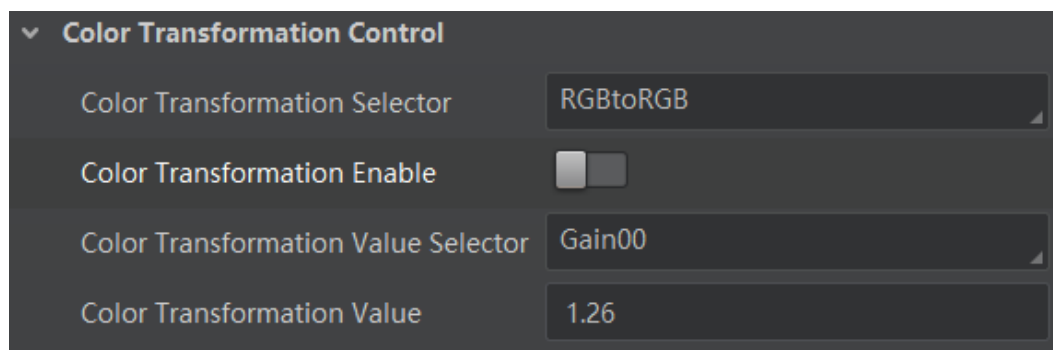 Color Transformation Control
Color Transformation Selector RGBtoRGB
Color Transformation Enable
Color Transformation Value Selector Gain00
Color Transformation Value 1.26